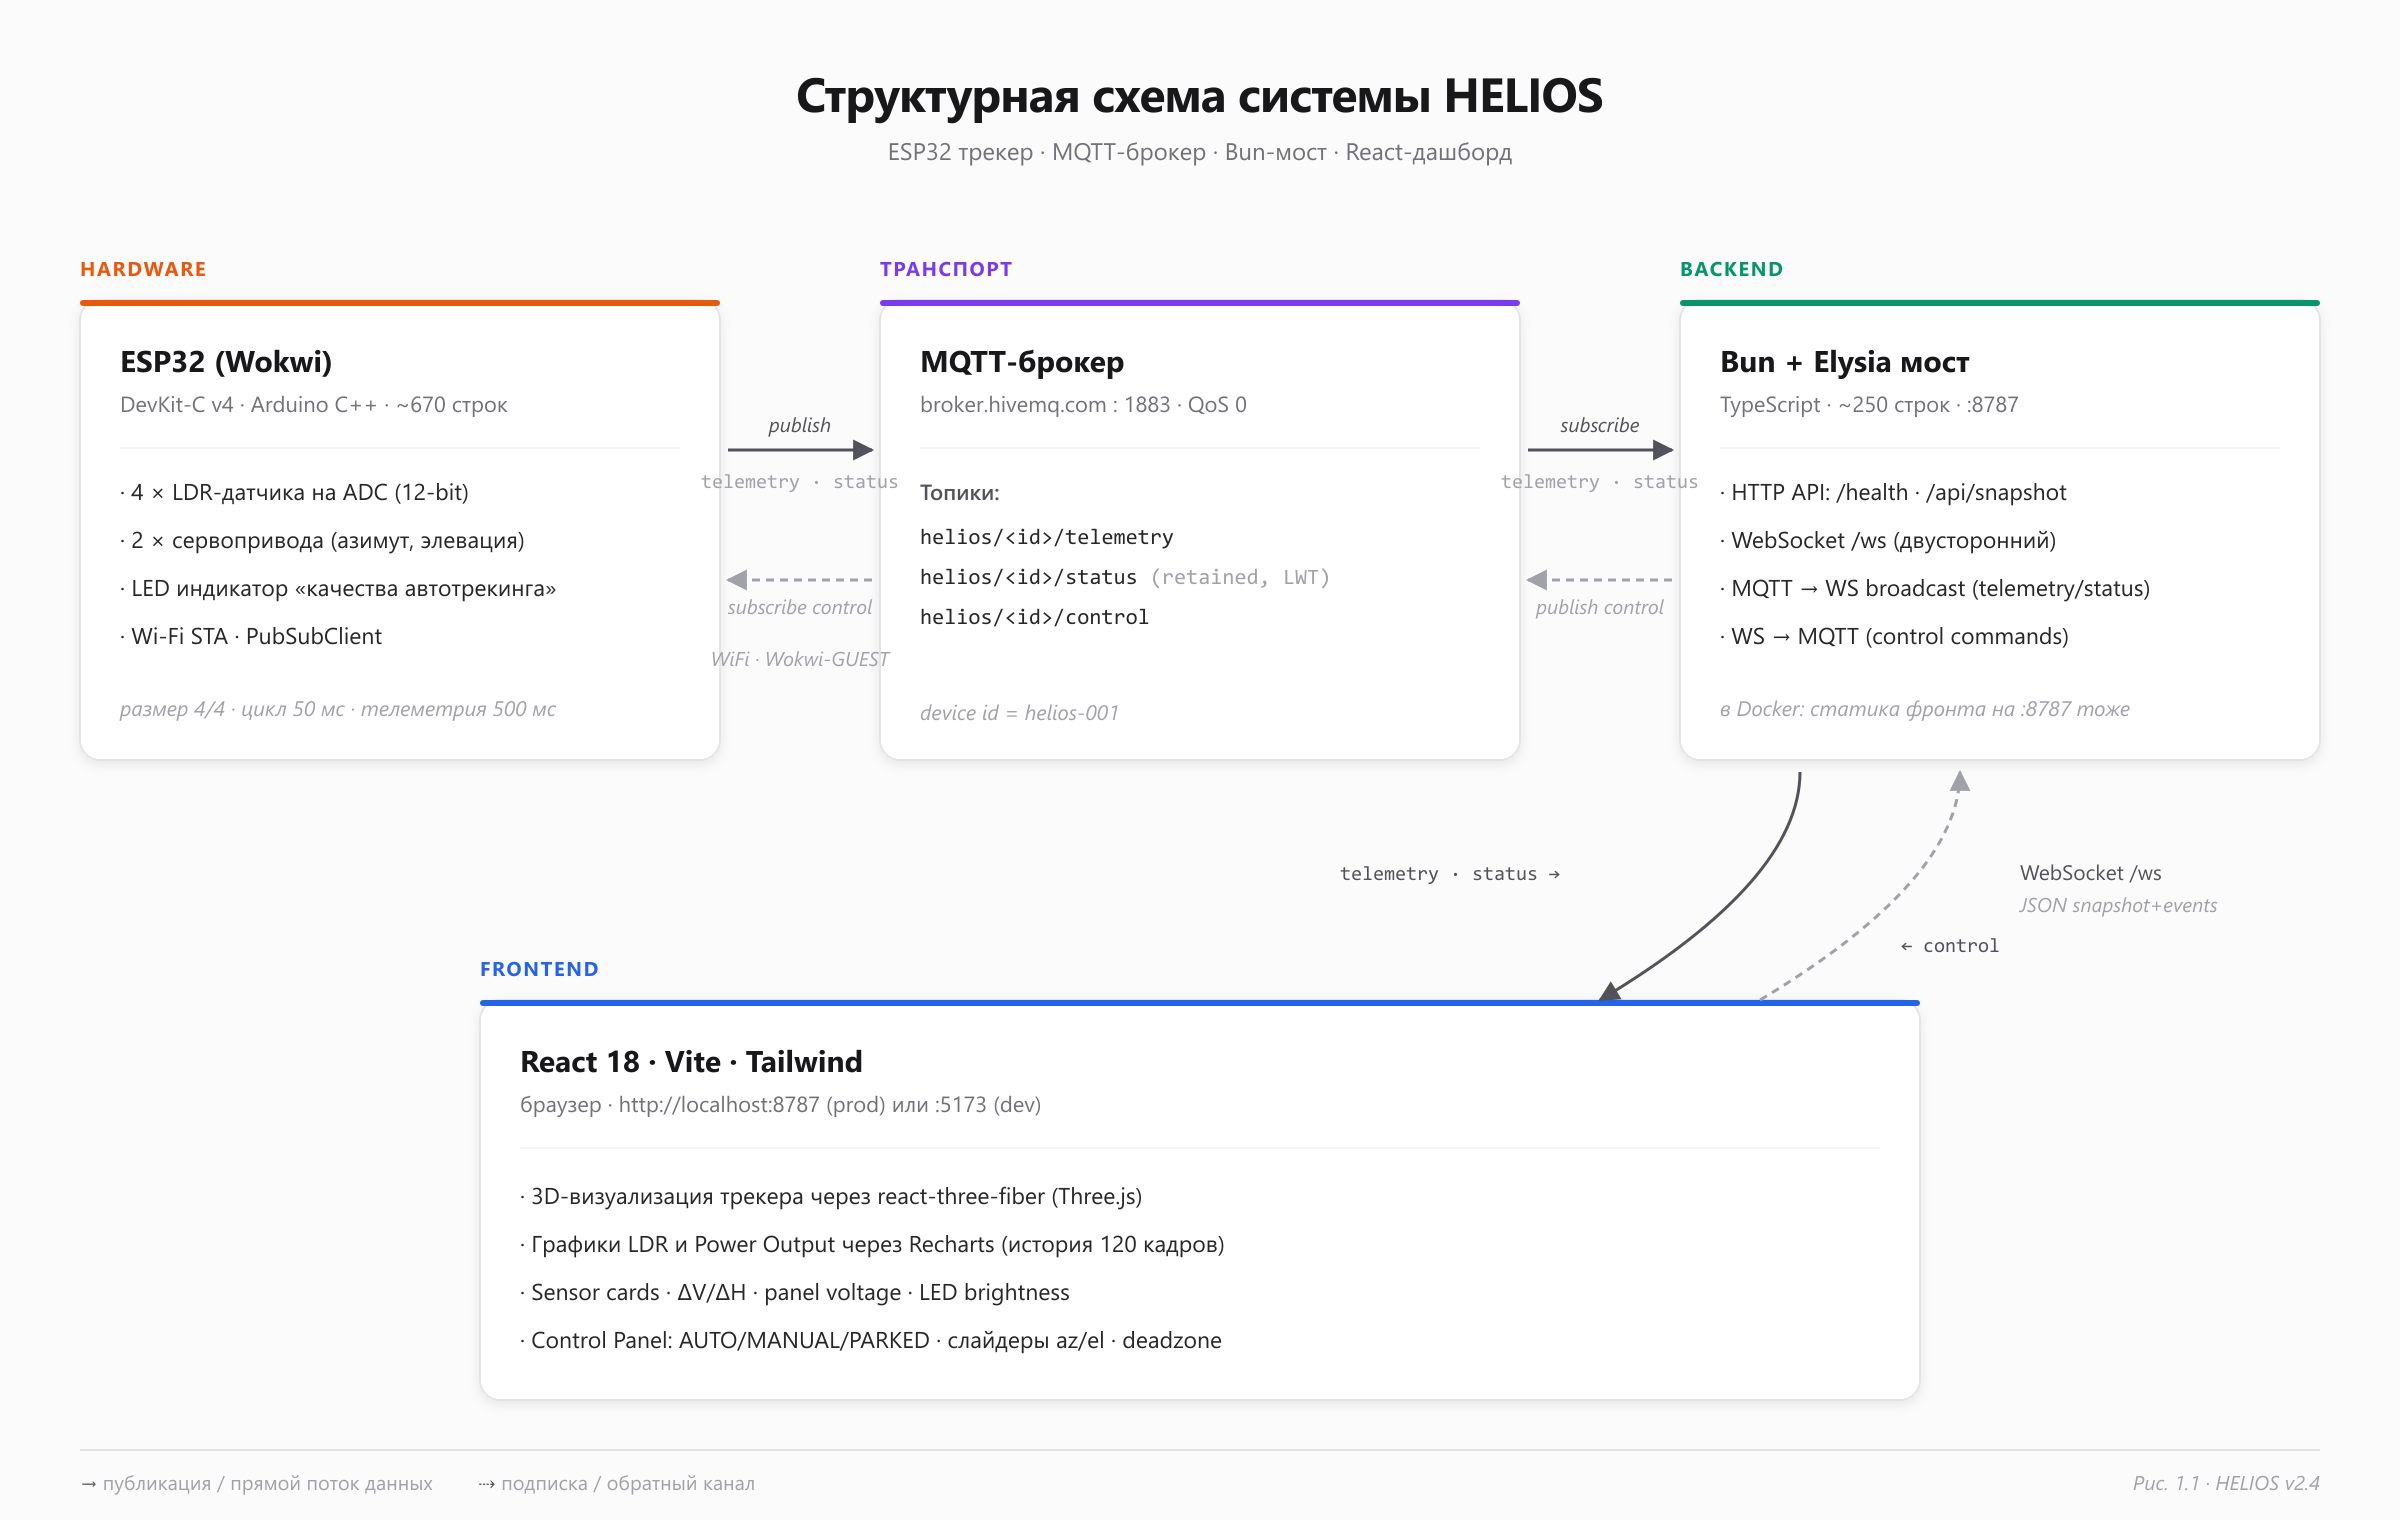 Структурная схема системы HELIOS
ESP32 трекер · MQTT-брокер · Bun-мост · React-дашборд
HARDWARE
ESP32 (Wokwi)
DevKit-C v4 · Arduino C++ · ~670 строк
· 4 × LDR-датчика на ADC (12-bit)
· 2 × сервопривода (азимут, элевация)
· LED индикатор «качества автотрекинга»
· Wi-Fi STA · PubSubClient
размер 4/4 · цикл 50 мс · телеметрия 500 мс
publish
telemetry · status
subscribe control
WiFi · Wokwi-GUEST
ТРАНСПОРТ
MQTT-брокер
broker.hivemq.com : 1883 · QoS 0
Топики:
helios/<id>/telemetry
helios/<id>/status (retained, LWT)
helios/<id>/control
device id = helios-001
subscribe
telemetry · status
publish control
BACKEND
Bun + Elysia мост
TypeScript · ~250 строк · :8787
· HTTP API: /health · /api/snapshot
· WebSocket /ws (двусторонний)
· MQTT → WS broadcast (telemetry/status)
· WS → MQTT (control commands)
в Docker: статика фронта на :8787 тоже
telemetry · status →
WebSocket /ws
JSON snapshot+events
← control
FRONTEND
React 18 · Vite · Tailwind
браузер · http://localhost:8787 (prod) или :5173 (dev)
· 3D-визуализация трекера через react-three-fiber (Three.js)
· Графики LDR и Power Output через Recharts (история 120 кадров)
· Sensor cards · ΔV/ΔH · panel voltage · LED brightness
· Control Panel: AUTO/MANUAL/PARKED · слайдеры az/el · deadzone
→ публикация / прямой поток данных
⇢ подписка / обратный канал
Рис. 1.1 · HELIOS v2.4